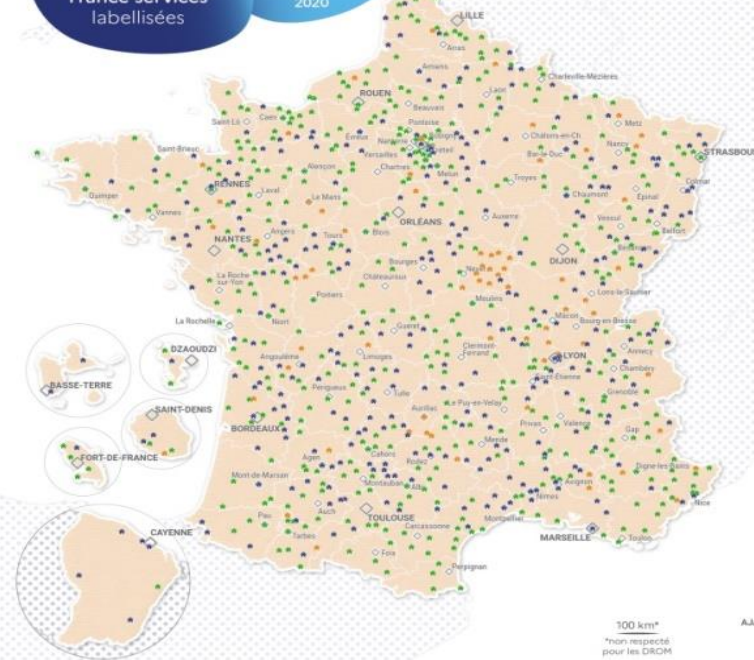 France services
labellisées
2020
LILLE
Arras
Amiens
Charleville-Mézières
Laon
ROUEN
Beauvais
Saint-Lô
Caen
Pontoise
Metz
Évreux
Châlons-en-Ch
Nancy
STRASBOU
Saint-Brieuc
Versailles
Bar-le-Duc
Alençon
Chartres
Melun
Troyes
Colmar
RENNES
Laval
Chaumont
Épinal
Quimper
Le Mans
Vannes
ORLÉANS
Auxerre
Vesoul
Belfort
Angers
Tours
Blois
NANTES
DIJON
Besançon
Bourges
La Roche
sur-Yon
Châteauroux
Lons-le-Saunier
Poitiers
Moulins
La Rochelle
Niort
Guéret
Mâcon
Bourg-en-Bresse
DZAOUDZI
Angoulême
Limoges
Clermont-
Ferrand
LYON
Annecy
Saint-Étienne
Chambéry
BASSE-TERRE
Périgueux
Tulle
Grenoble
SAINT-DENIS
Aurillac
Le Puy-en-Velay
BORDEAUX
Privas
Valence
Gap
Mende
FORT-DE-FRANCE
Agen
Cahors
Rodez
Digne-les-Bains
Mont-de-Marsan
Montauban
Albi
Avignon
Nîmes
Nice
Auch
Pau
TOULOUSE
Montpellier
CAYENNE
Tarbes
Carcassonne
MARSEILLE
Toulon
Foix
Perpignan
100 km*
*non respecté
pour les DROM